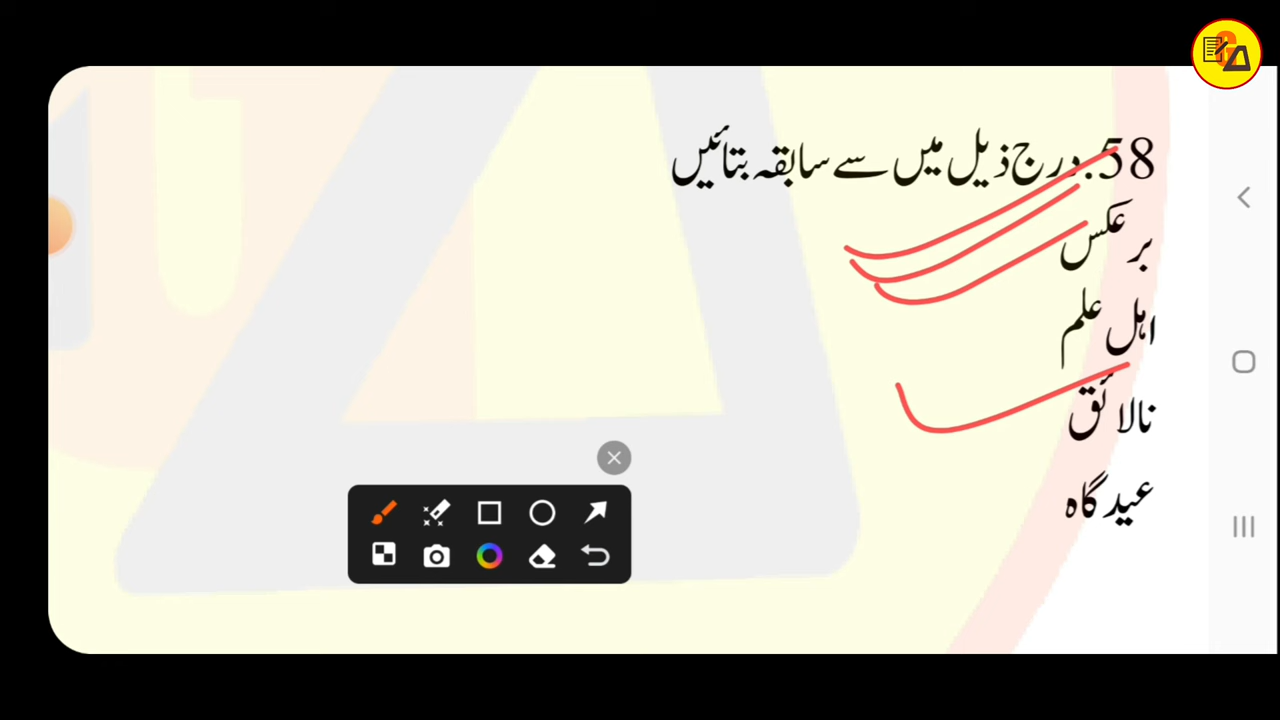 58. درج ذیل میں سے سابقہ بتائیں
بر عکس
اہل علم
نالائق
عید گاہ